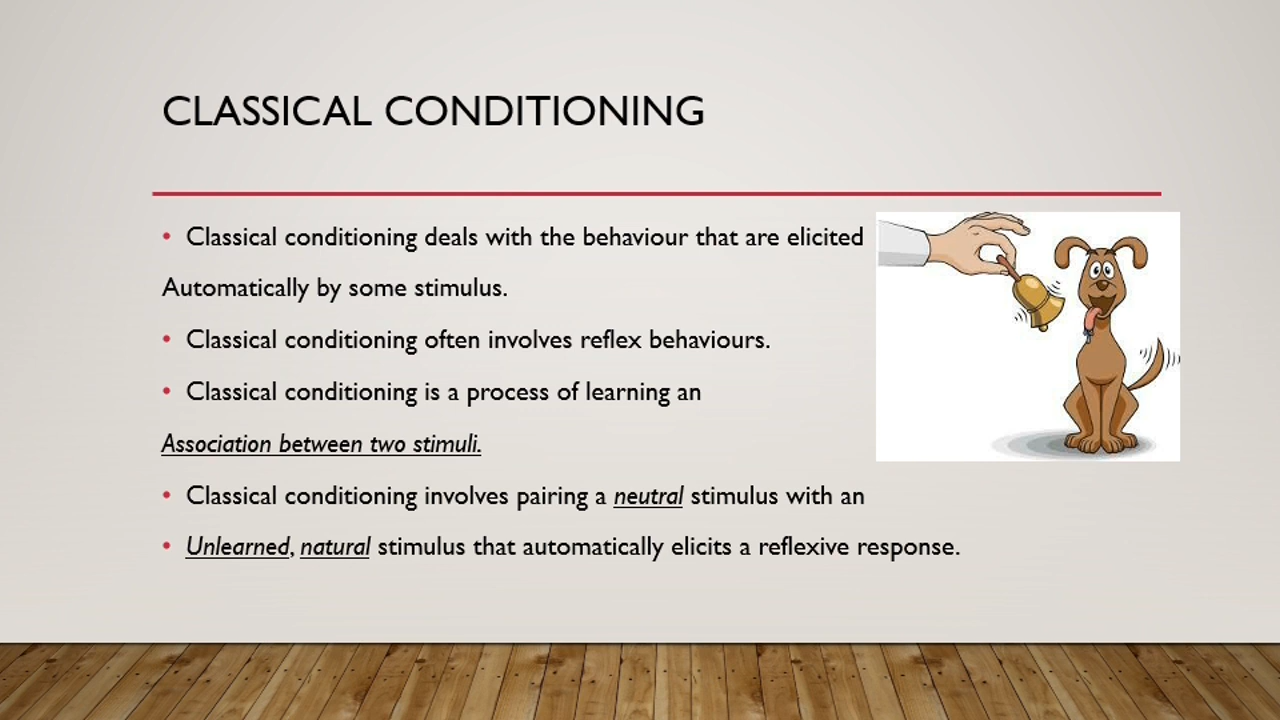 CLASSICAL CONDITIONING
• Classical conditioning deals with the behaviour that are elicited
Automatically by some stimulus.
• Classical conditioning often involves reflex behaviours.
• Classical conditioning is a process of learning an
Association between two stimuli.
• Classical conditioning involves pairing a neutral stimulus with an
• Unlearned, natural stimulus that automatically elicits a reflexive response.